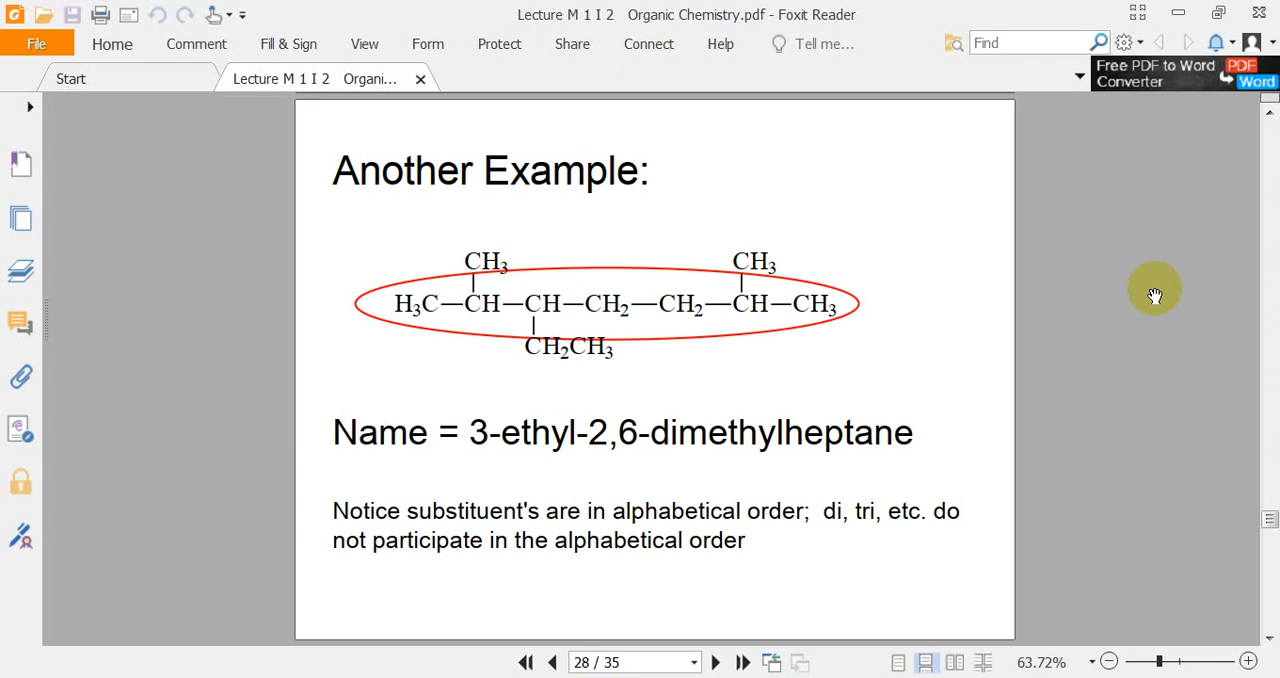 Lecture M 1 I 2 Organic Chemistry.pdf - Foxit Reader
File Home Comment Fill & Sign View Form Protect Share Connect Help Tell me... Find
Start Lecture M 1 I 2 Organi...
Free PDF to Word Converter PDF Word
Another Example:
CH₃ CH₃
H₃C—CH—CH—CH₂—CH₂—CH—CH₃
CH₂CH₃
Name = 3-ethyl-2,6-dimethylheptane
Notice substituent's are in alphabetical order; di, tri, etc. do
not participate in the alphabetical order
28 / 35 63.72%